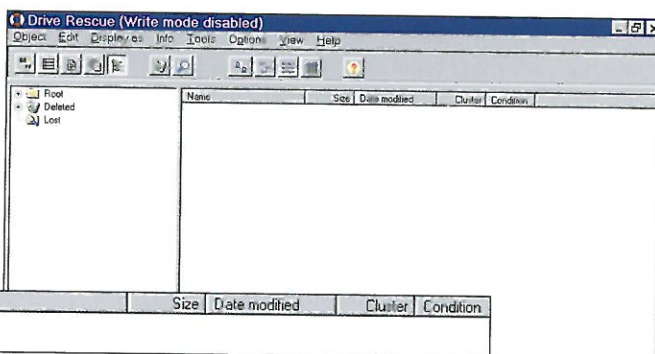 Drive Rescue (Write mode disabled)
Object Edit Display as Info Tools Options View Help
Root
Deleted
Lost
Name Size Date modified Cluster Condition
Size Date modified Cluster Condition